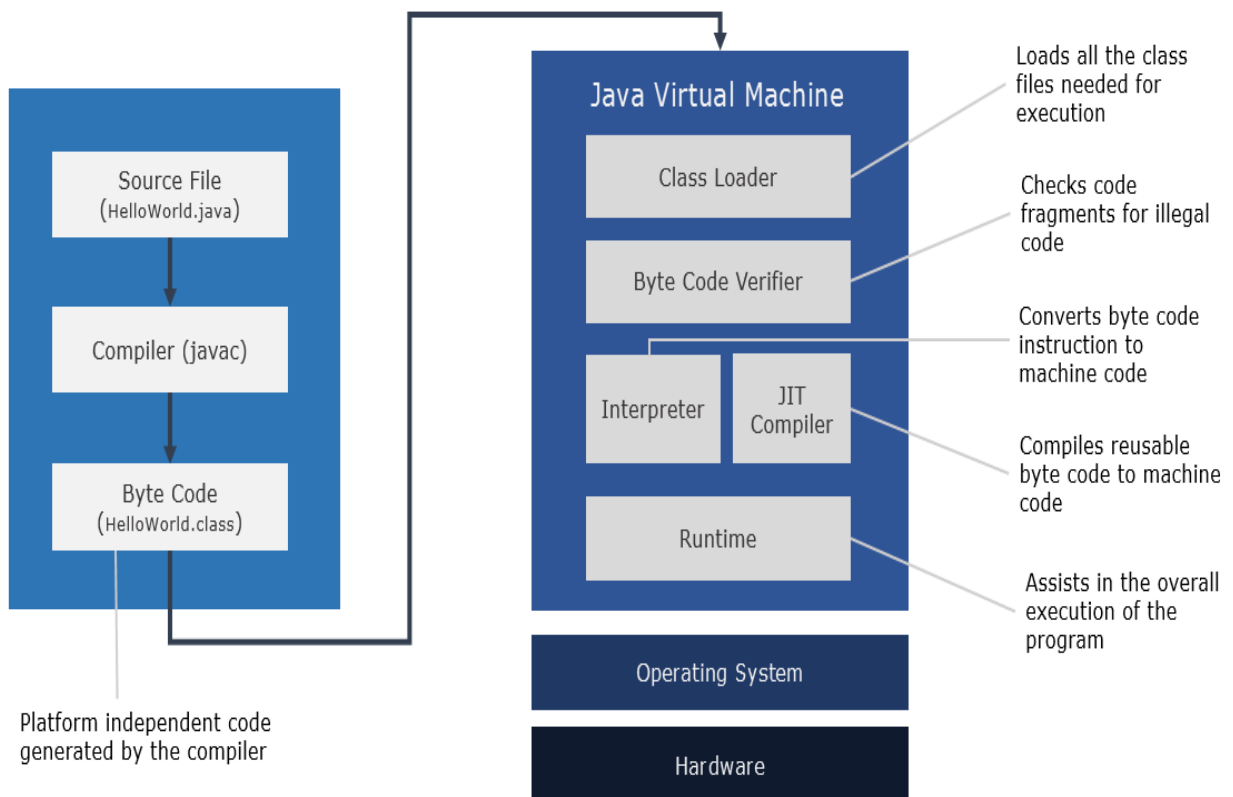 Source File
(HelloWorld.java)
Compiler (javac)
Byte Code
(HelloWorld.class)
Platform independent code
generated by the compiler
Java Virtual Machine
Class Loader
Byte Code Verifier
Interpreter
JIT
Compiler
Runtime
Operating System
Hardware
Loads all the class
files needed for
execution
Checks code
fragments for illegal
code
Converts byte code
instruction to
machine code
Compiles reusable
byte code to machine
code
Assists in the overall
execution of the
program